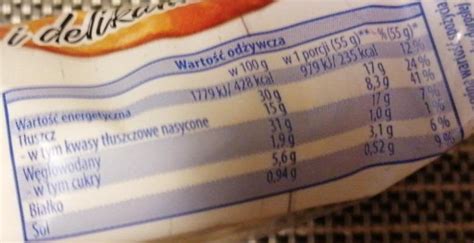 i delikatn
Wartość odżywcza
w 100 g w 1 porcji (55 g)** -%(55 g)*
Wartość energetyczna 1779 kJ/ 428 kcal 979 kJ/ 235 kcal 12%
Tłuszcz 30 g 17 g 24 %
- w tym kwasy tłuszczowe nasycone 15 g 8,3 g 41 %
Węglowodany 31 g 17 g 7 %
- w tym cukry 1,9 g 1,0 g 1 %
Białko 5,6 g 3,1 g 6 %
Sól 0,94 g 0,52 g 9 %